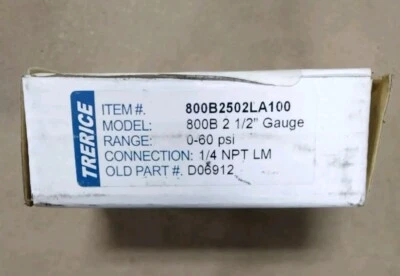 TRERICE
ITEM #. 800B2502LA100
MODEL: 800B 2 1/2" Gauge
RANGE: 0-60 psi
CONNECTION: 1/4 NPT LM
OLD PART #. D06912